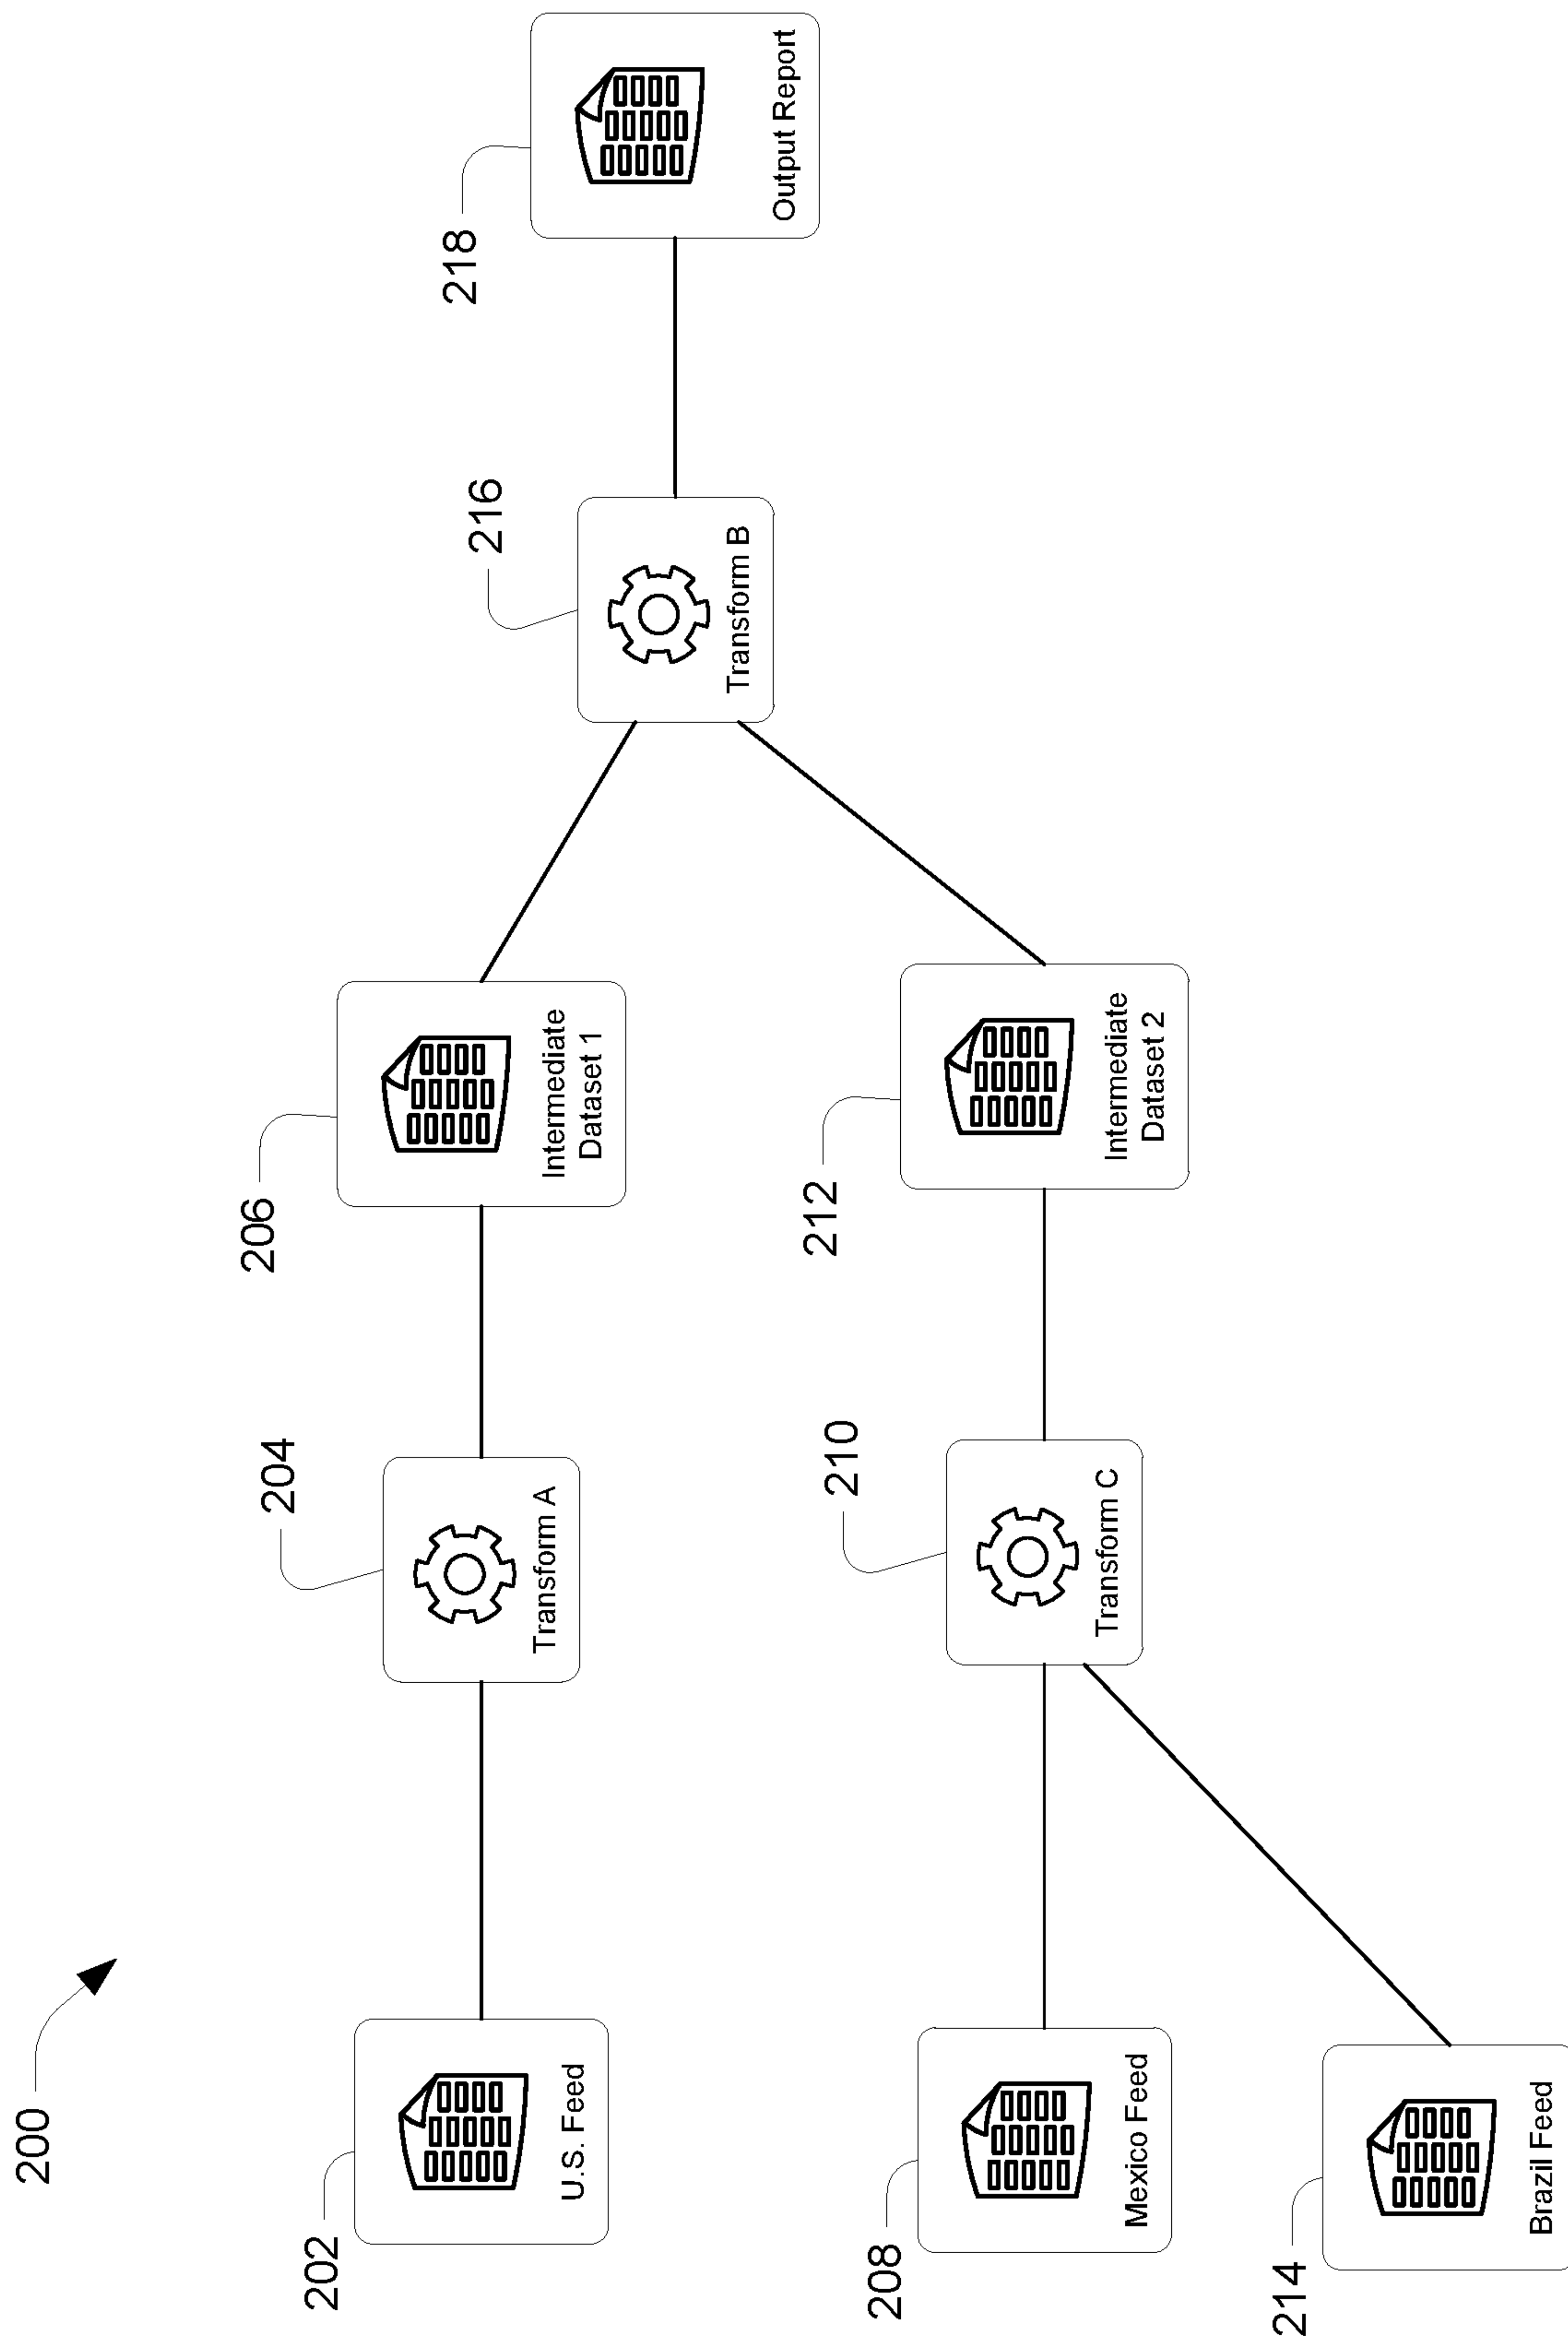 200
202
U.S. Feed
204
Transform A
206
Intermediate
Dataset 1
208
Mexico Feed
210
Transform C
212
Intermediate
Dataset 2
214
Brazil Feed
216
Transform B
218
Output Report